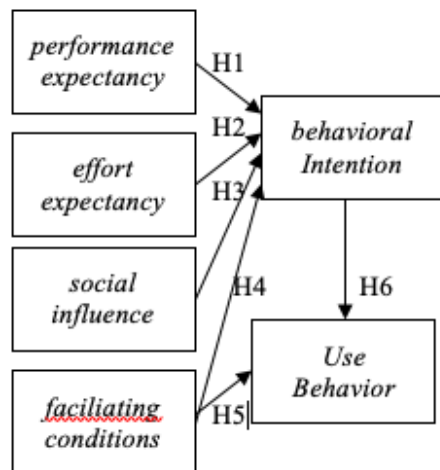 performance
expectancy
H1
H2
effort
expectancy
H3
behavioral
Intention
social
influence
H4
H6
Use
Behavior
faciliating
conditions
H5